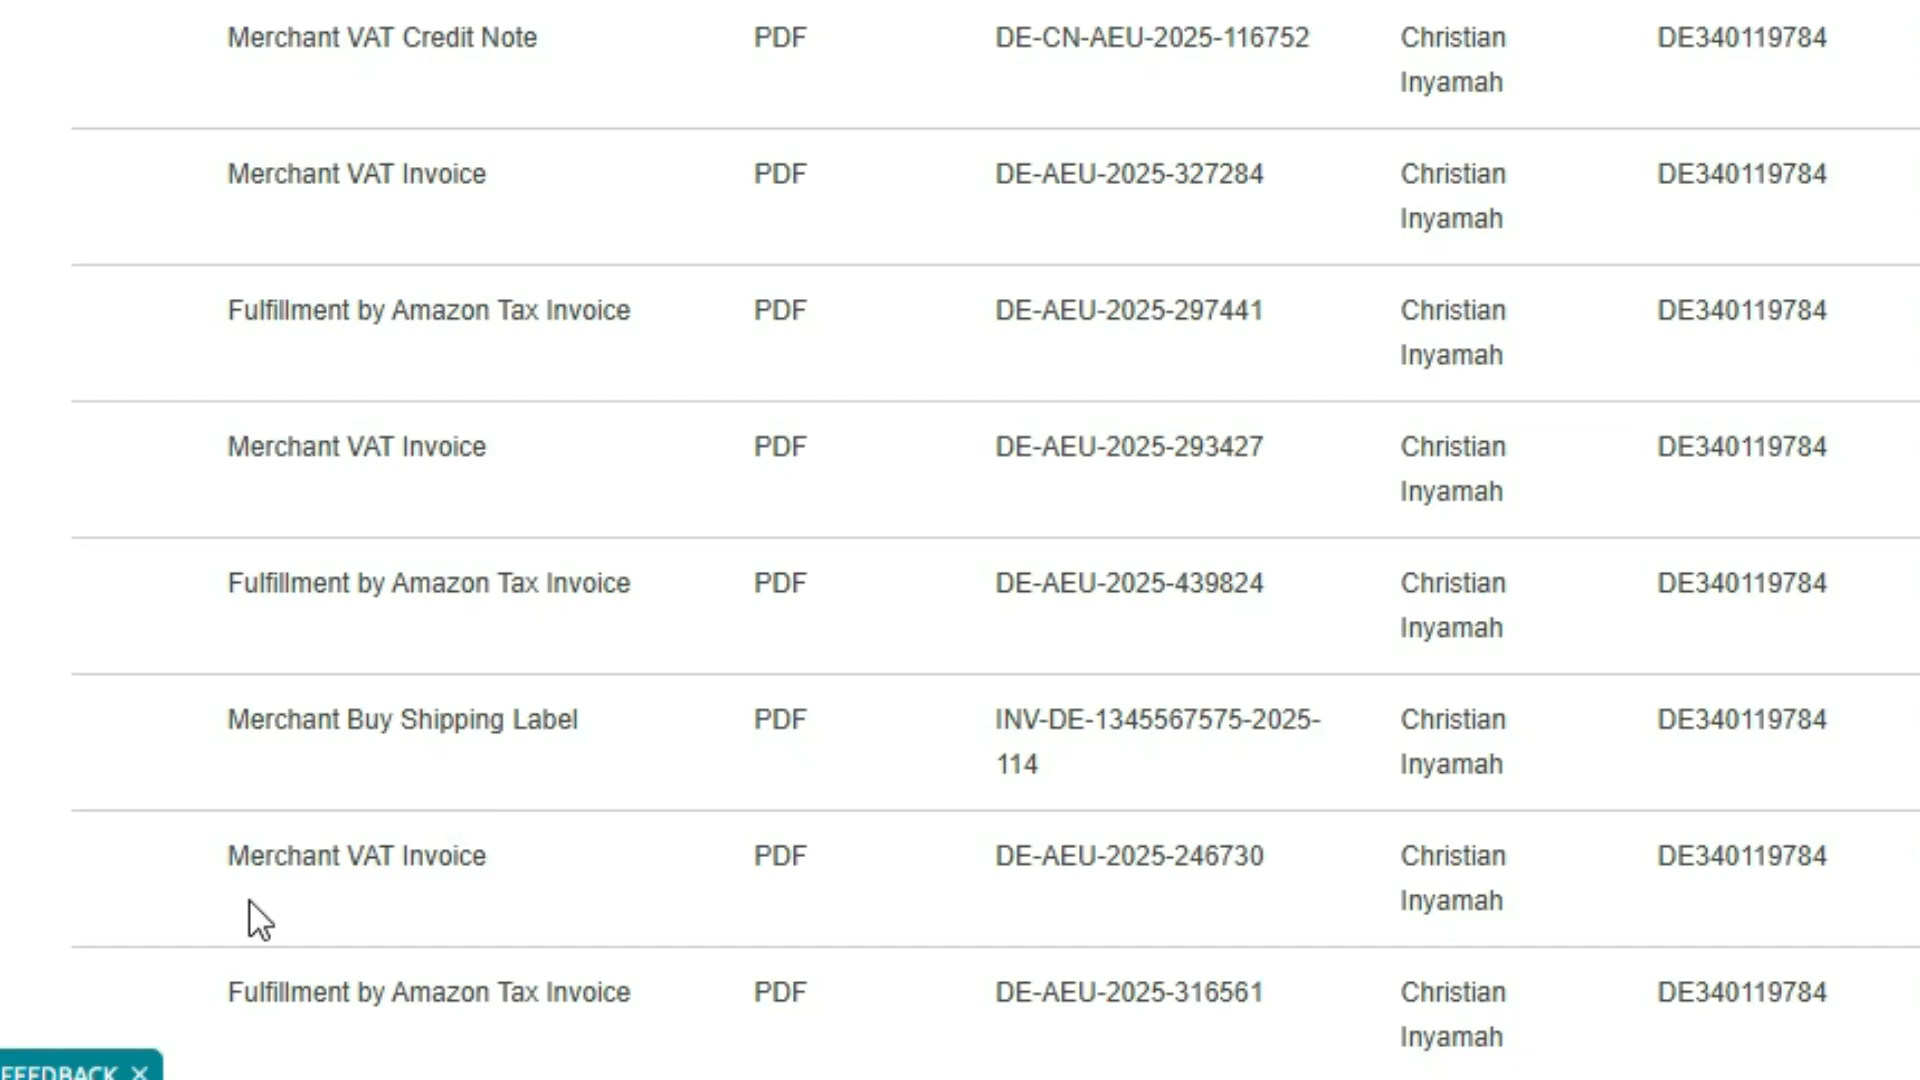 Merchant VAT Credit Note PDF DE-CN-AEU-2025-116752 Christian DE340119784
Inyamah
Merchant VAT Invoice PDF DE-AEU-2025-327284 Christian DE340119784
Inyamah
Fulfillment by Amazon Tax Invoice PDF DE-AEU-2025-297441 Christian DE340119784
Inyamah
Merchant VAT Invoice PDF DE-AEU-2025-293427 Christian DE340119784
Inyamah
Fulfillment by Amazon Tax Invoice PDF DE-AEU-2025-439824 Christian DE340119784
Inyamah
Merchant Buy Shipping Label PDF INV-DE-1345567575-2025- Christian DE340119784
114 Inyamah
Merchant VAT Invoice PDF DE-AEU-2025-246730 Christian DE340119784
Inyamah
Fulfillment by Amazon Tax Invoice PDF DE-AEU-2025-316561 Christian DE340119784
Inyamah
FEEDBACK ×